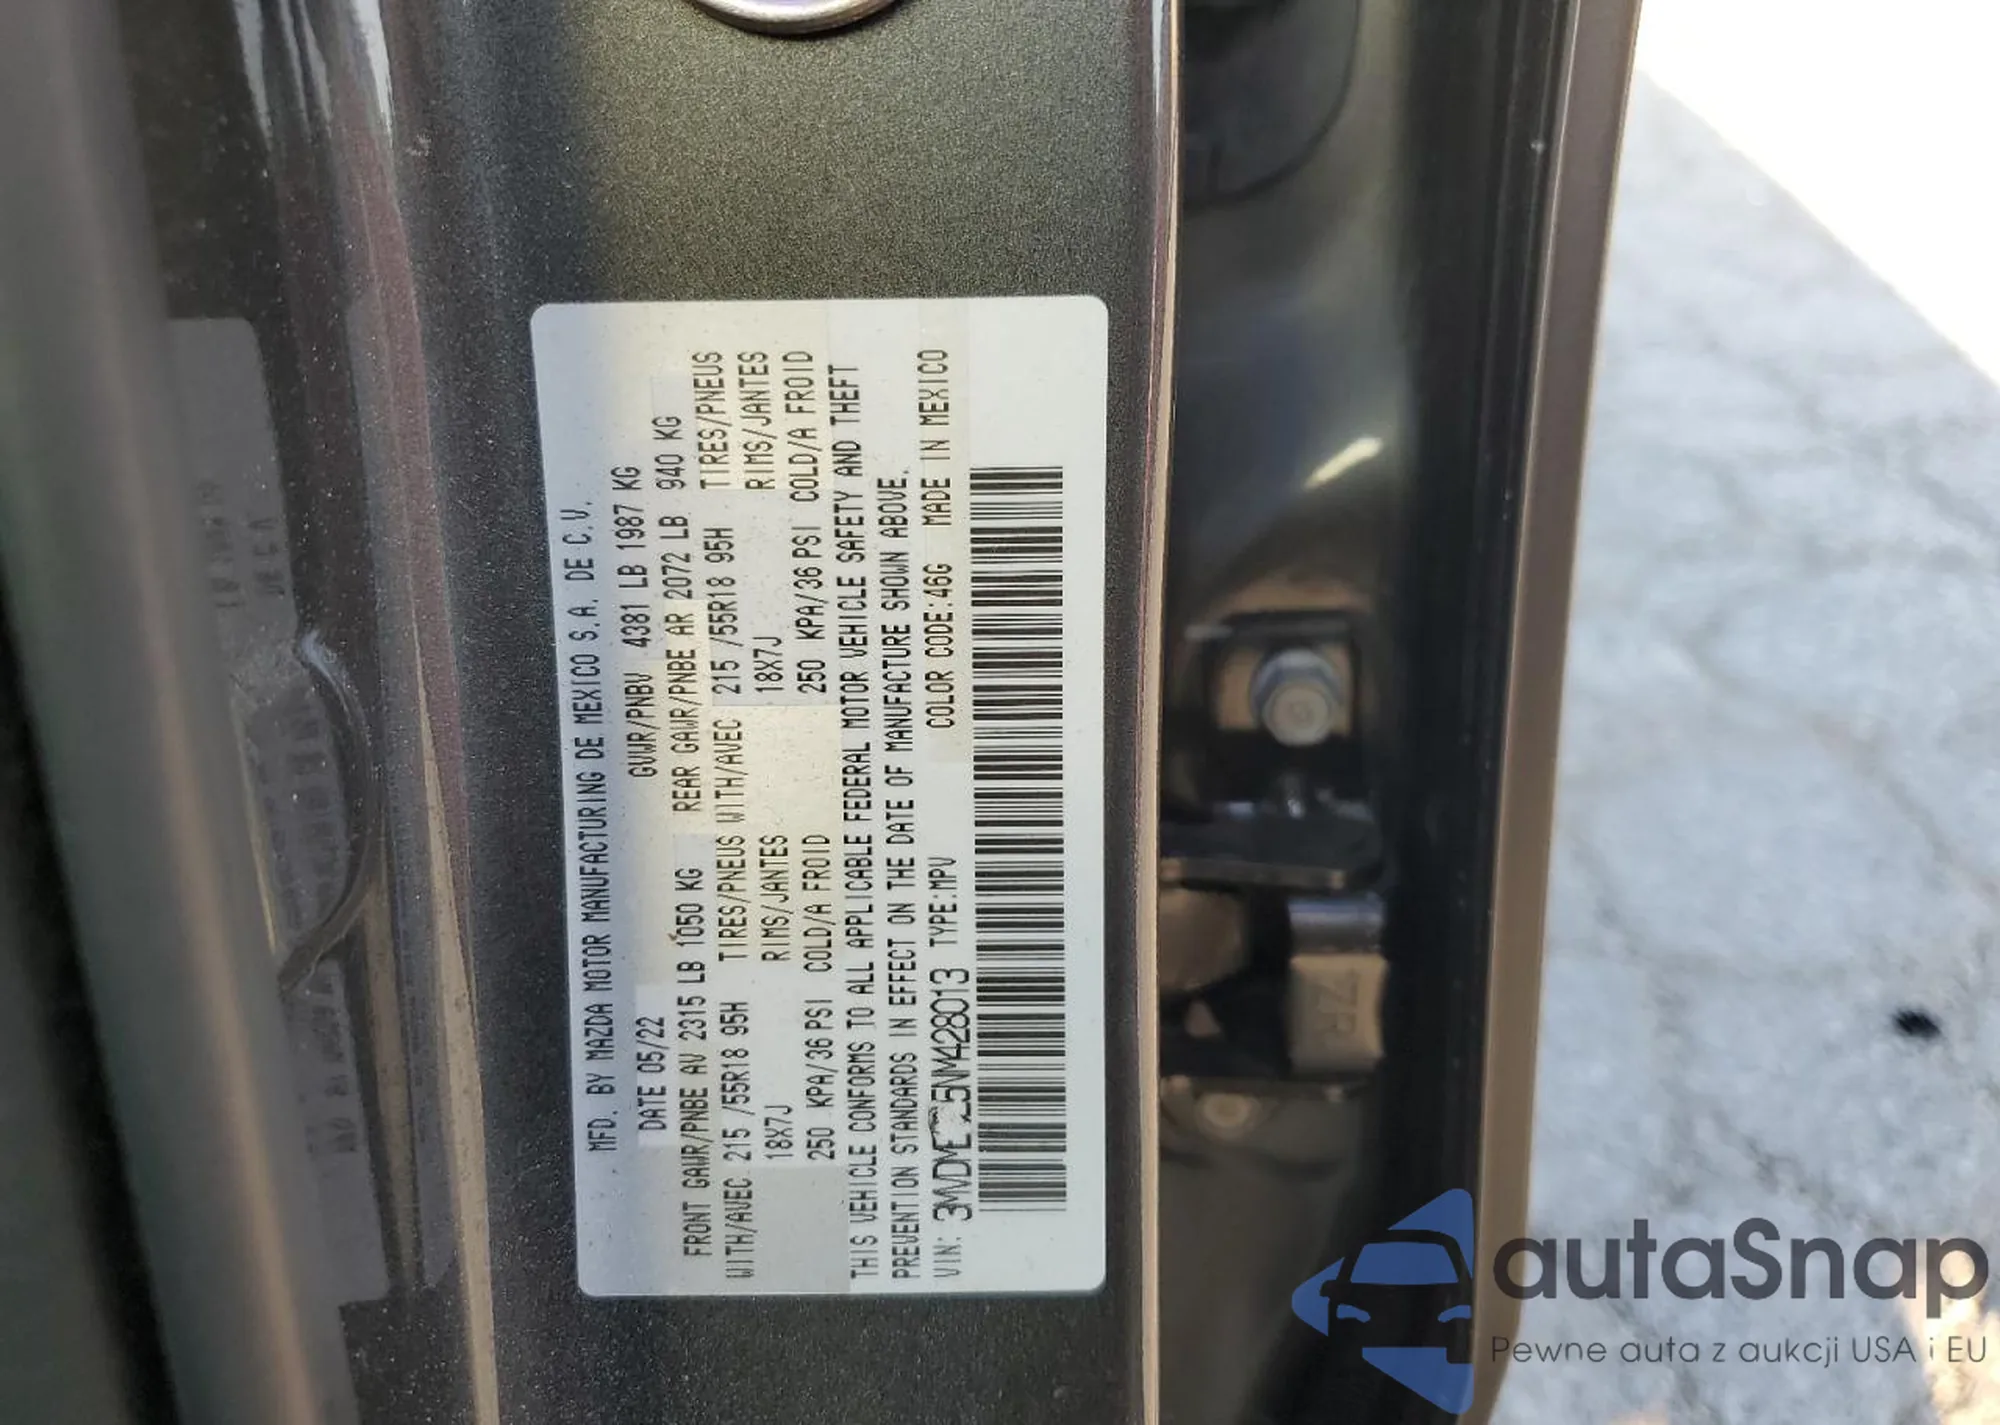 MFD. BY MAZDA MOTOR MANUFACTURING DE MEXICO S.A. DE C.V.
DATE 05/22 GVWR/PNBV 4381 LB 1987 KG
FRONT GAWR/PNBE AV 2315 LB 1050 KG REAR GAWR/PNBE AR 2072 LB 940 KG
WITH/AVEC 215 /55R18 95H TIRES/PNEUS WITH/AVEC 215 /55R18 95H TIRES/PNEUS
18X7J RIMS/JANTES 18X7J RIMS/JANTES
250 KPA/36 PSI COLD/A FROID 250 KPA/36 PSI COLD/A FROID
THIS VEHICLE CONFORMS TO ALL APPLICABLE FEDERAL MOTOR VEHICLE SAFETY AND THEFT
PREVENTION STANDARDS IN EFFECT ON THE DATE OF MANUFACTURE SHOWN ABOVE.
VIN: TYPE:MPV COLOR CODE:46G MADE IN MEXICO
autaSnap
Pewne auta z aukcji USA i EU